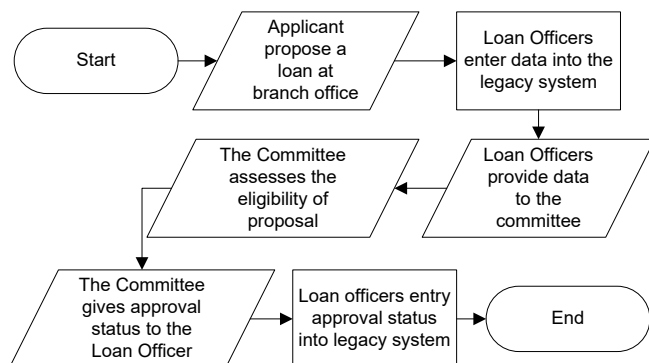 Start
Applicant
propose a
loan at
branch office
Loan Officers
enter data into the
legacy system
Loan Officers
provide data
to the
committee
The Committee
assesses the
eligibility of
proposal
The Committee
gives approval
status to the
Loan Officer
Loan officers entry
approval status
into legacy system
End